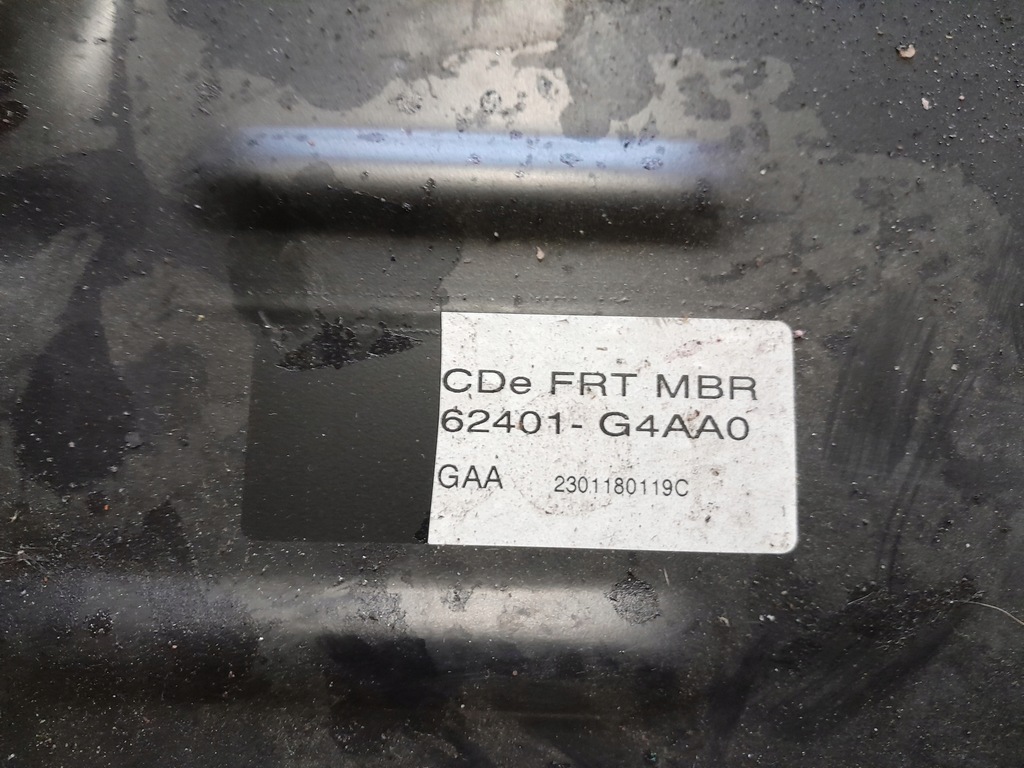 CDe FRT MBR
62401- G4AA0
GAA 2301180119C